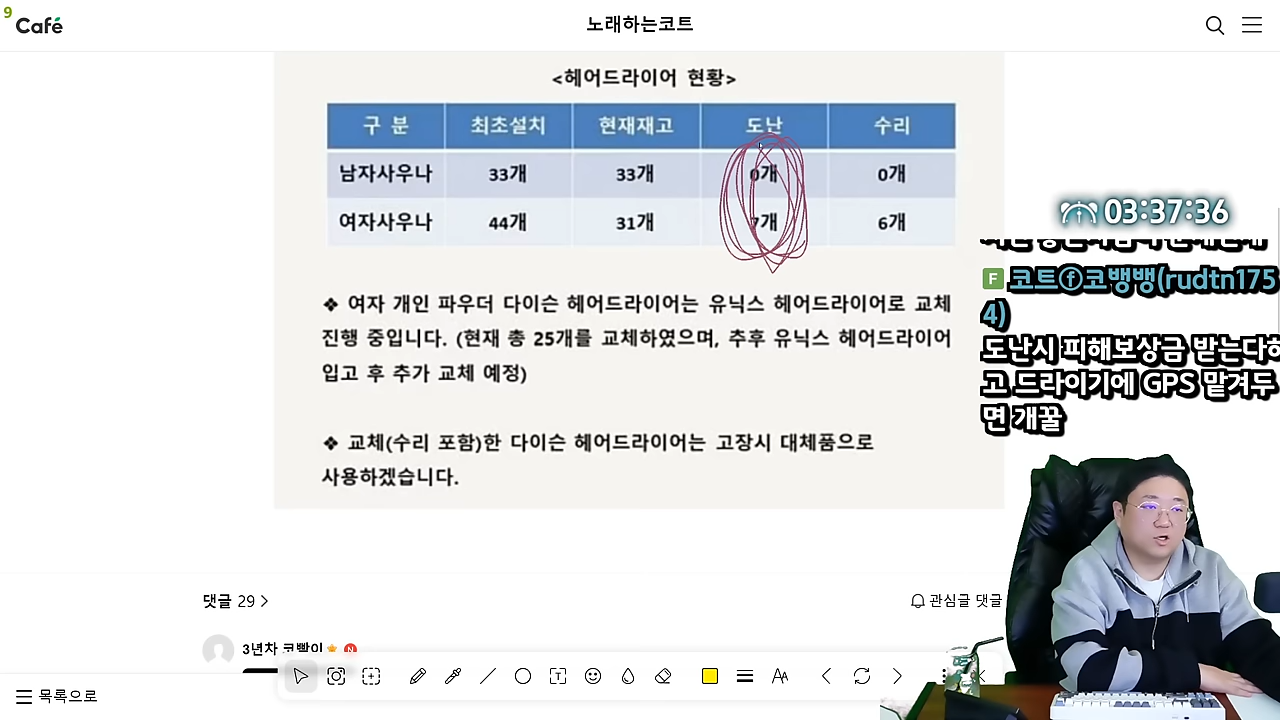 9
Café
노래하는코트
<헤어드라이어 현황>
구 분 최초설치 현재재고 도난 수리
남자사우나 33개 33개 0개 0개
여자사우나 44개 31개 7개 6개
❖ 여자 개인 파우더 다이슨 헤어드라이어는 유닉스 헤어드라이어로 교체
진행 중입니다. (현재 총 25개를 교체하였으며, 추후 유닉스 헤어드라이어
입고 후 추가 교체 예정)
❖ 교체(수리 포함)한 다이슨 헤어드라이어는 고장시 대체품으로
사용하겠습니다.
03:37:36
F 코트ⓕ코뱅뱅(rudtn175
4)
도난시 피해보상금 받는다하
고 드라이기에 GPS 맡겨두
면 개꿀
댓글 29
관심글 댓글
3년차 코빨이 N
목록으로